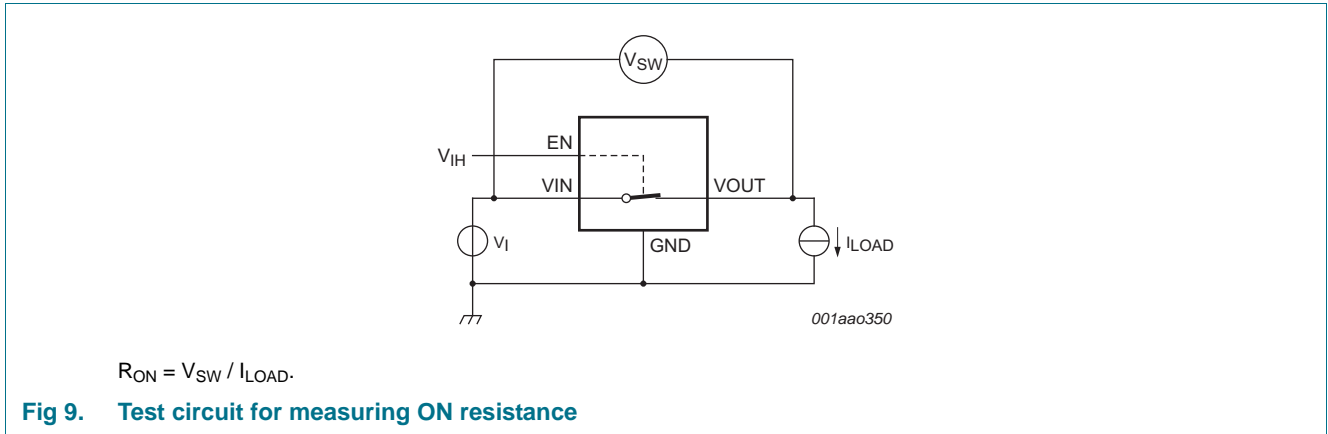 VSW
EN
VIH
VIN
VOUT
VI
GND
ILOAD
001aao350
RON = VSW / ILOAD.
Fig 9. Test circuit for measuring ON resistance